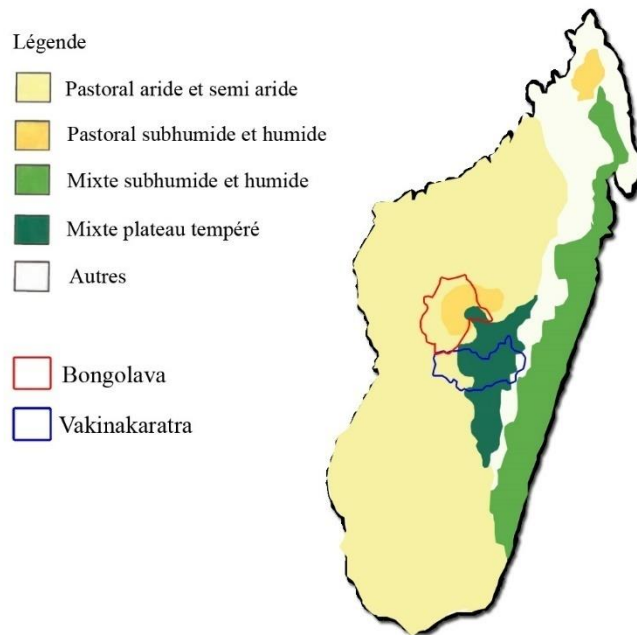 Légende
Pastoral aride et semi aride
Pastoral subhumide et humide
Mixte subhumide et humide
Mixte plateau tempéré
Autres
Bongolava
Vakinakaratra